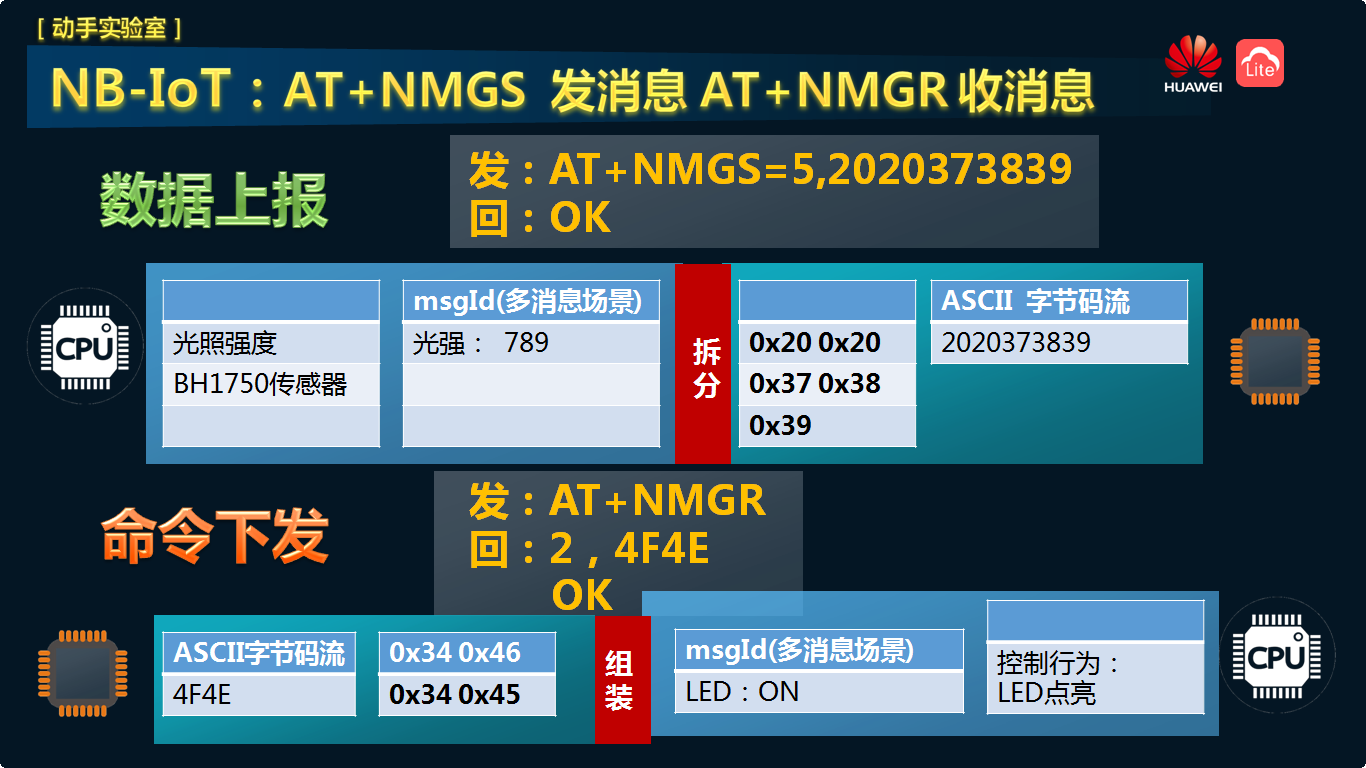 [ 动手实验室 ]
NB-IoT：AT+NMGS 发消息 AT+NMGR 收消息
HUAWEI
Lite
数据上报
发：AT+NMGS=5,2020373839
回：OK
CPU
msgId(多消息场景)
光照强度
光强： 789
BH1750传感器
拆分
0x20 0x20
0x37 0x38
0x39
ASCII 字节码流
2020373839
命令下发
发：AT+NMGR
回：2，4F4E
OK
ASCII字节码流
4F4E
0x34 0x46
0x34 0x45
组装
msgId(多消息场景)
LED：ON
控制行为：
LED点亮
CPU